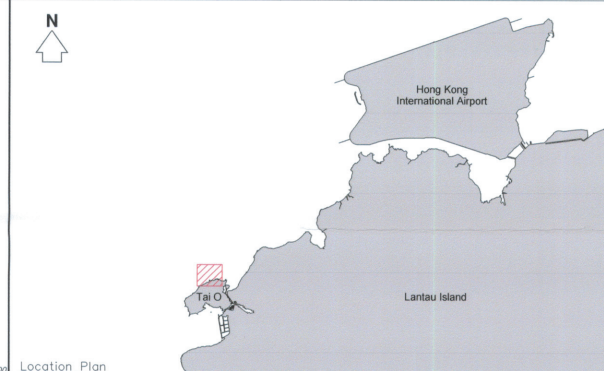 N
Hong Kong
International Airport
Tai O
Lantau Island
Location Plan